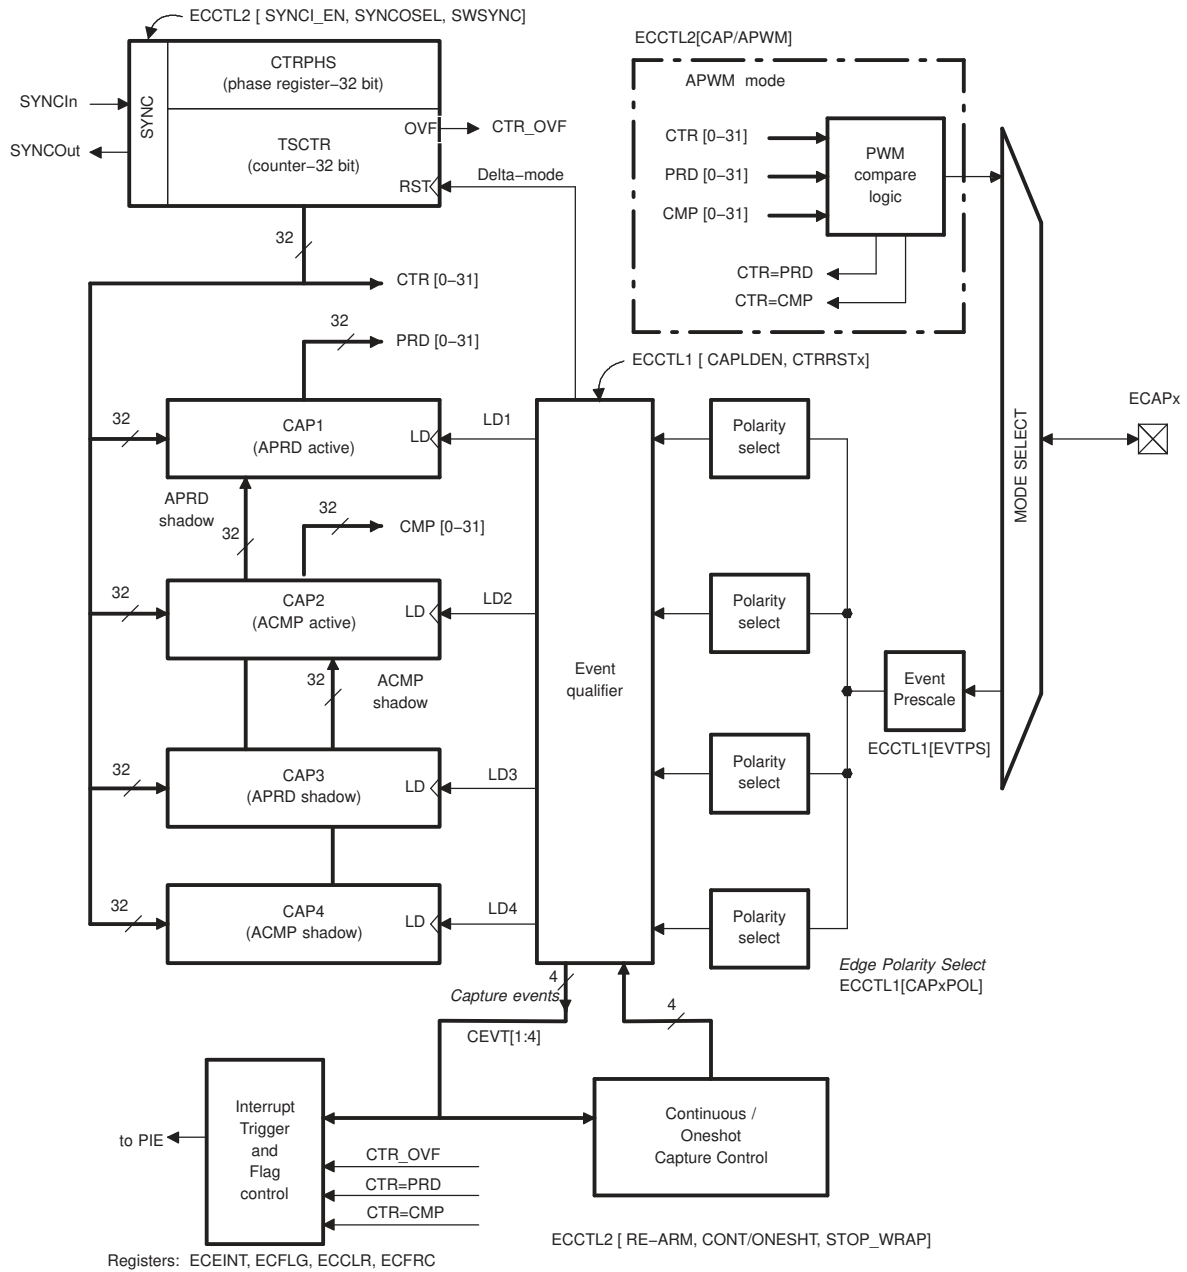 ECCTL2 [ SYNCI_EN, SYNCOSEL, SWSYNC]
ECCTL2[CAP/APWM]
CTRPHS
(phase register−32 bit)
APWM mode
SYNCIn
SYNC
SYNCOut
OVF
CTR_OVF
TSCTR
(counter−32 bit)
RST
Delta−mode
CTR [0−31]
PRD [0−31]
CMP [0−31]
PWM
compare
logic
32
CTR [0−31]
CTR=PRD
CTR=CMP
32
PRD [0−31]
ECCTL1 [ CAPLDEN, CTRRSTx]
ECAPx
MODE SELECT
32
CAP1
(APRD active)
LD
LD1
Polarity
select
APRD
shadow
32
32
CMP [0−31]
32
CAP2
(ACMP active)
LD
LD2
Polarity
select
Event
qualifier
32
ACMP
shadow
Event
Prescale
ECCTL1[EVTPS]
32
CAP3
(APRD shadow)
LD
LD3
Polarity
select
32
CAP4
(ACMP shadow)
LD
LD4
Polarity
select
Edge Polarity Select
ECCTL1[CAPxPOL]
4
Capture events
CEVT[1:4]
4
Interrupt
Trigger
and
Flag
control
to PIE
CTR_OVF
CTR=PRD
CTR=CMP
Continuous /
Oneshot
Capture Control
ECCTL2 [ RE−ARM, CONT/ONESHT, STOP_WRAP]
Registers: ECEINT, ECFLG, ECCLR, ECFRC